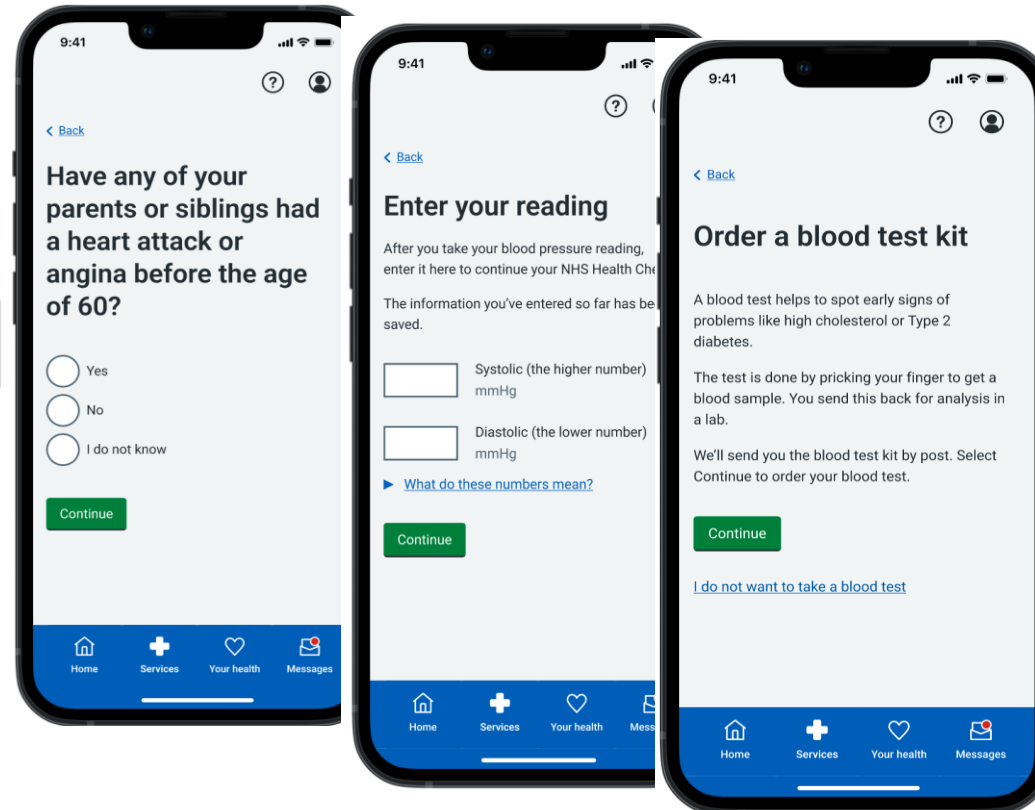 9:41
Back
Have any of your
parents or siblings had
a heart attack or
angina before the age
of 60?
Yes
No
I do not know
Continue
Home Services Your health Messages
9:41
Back
Enter your reading
After you take your blood pressure reading,
enter it here to continue your NHS Health Che
The information you've entered so far has be
saved.
Systolic (the higher number)
mmHg
Diastolic (the lower number)
mmHg
What do these numbers mean?
Continue
Home Services Your health Mess
9:41
Back
Order a blood test kit
A blood test helps to spot early signs of
problems like high cholesterol or Type 2
diabetes.
The test is done by pricking your finger to get a
blood sample. You send this back for analysis in
a lab.
We'll send you the blood test kit by post. Select
Continue to order your blood test.
Continue
I do not want to take a blood test
Home Services Your health Messages